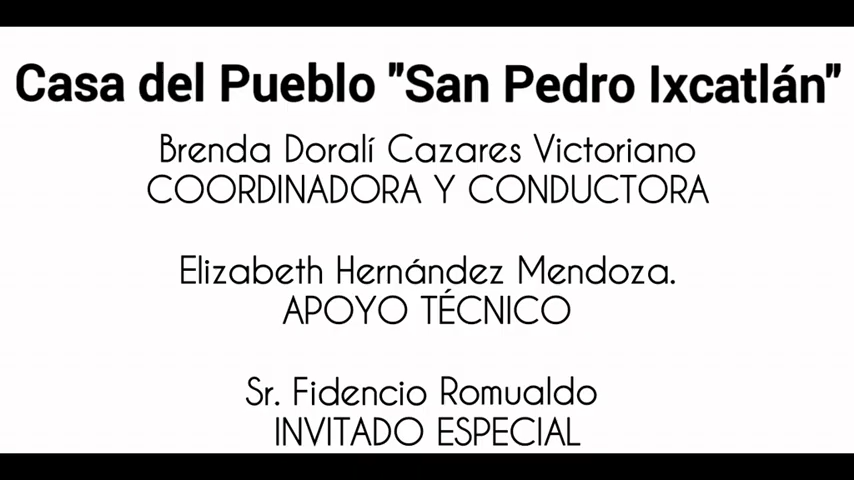 Casa del Pueblo "San Pedro Ixcatlán"
Brenda Doralí Cazares Victoriano
COORDINADORA Y CONDUCTORA
Elizabeth Hernández Mendoza.
APOYO TÉCNICO
Sr. Fidencio Romualdo
INVITADO ESPECIAL